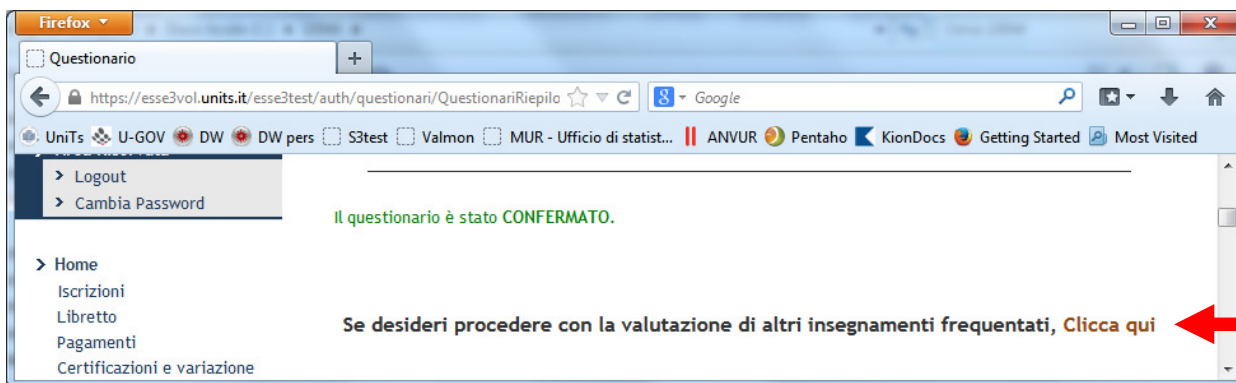 Firefox
Questionario
https://esse3vol.units.it/esse3test/auth/questionari/QuestionariRiepilo
Google
UniTs U-GOV DW DW pers S3test Valmon MUR - Ufficio di statist... ANVUR Pentaho KionDocs Getting Started Most Visited
> Logout
> Cambia Password
Il questionario è stato CONFERMATO.
> Home
Iscrizioni
Libretto
Se desideri procedere con la valutazione di altri insegnamenti frequentati, Clicca qui
Pagamenti
Certificazioni e variazione